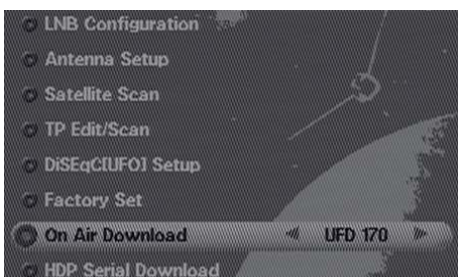 LNB Configuration
Antenna Setup
Satellite Scan
TP Edit/Scan
DiSEqC[UFO] Setup
Factory Set
On Air Download UFD 170
HDP Serial Download